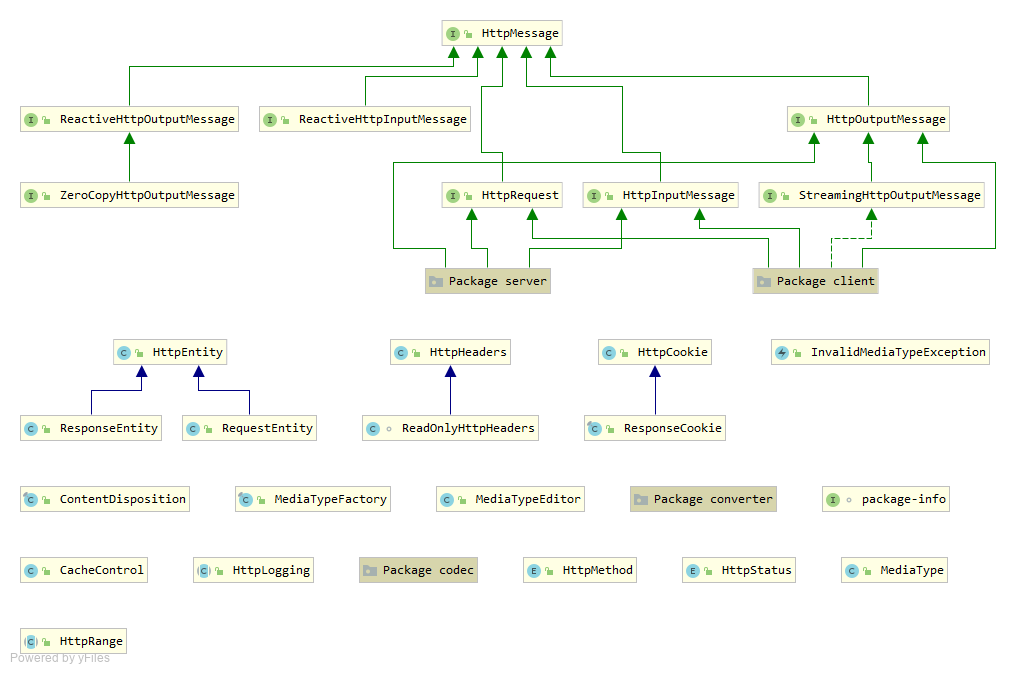 I HttpMessage
I ReactiveHttpOutputMessage
I ReactiveHttpInputMessage
I HttpOutputMessage
I ZeroCopyHttpOutputMessage
I HttpRequest
I HttpInputMessage
I StreamingHttpOutputMessage
Package server
Package client
C HttpEntity
C HttpHeaders
C HttpCookie
InvalidMediaTypeException
C ResponseEntity
C RequestEntity
C ReadOnlyHttpHeaders
C ResponseCookie
C ContentDisposition
C MediaTypeFactory
C MediaTypeEditor
Package converter
I package-info
C CacheControl
C HttpLogging
Package codec
E HttpMethod
E HttpStatus
C MediaType
C HttpRange
Powered by yFiles